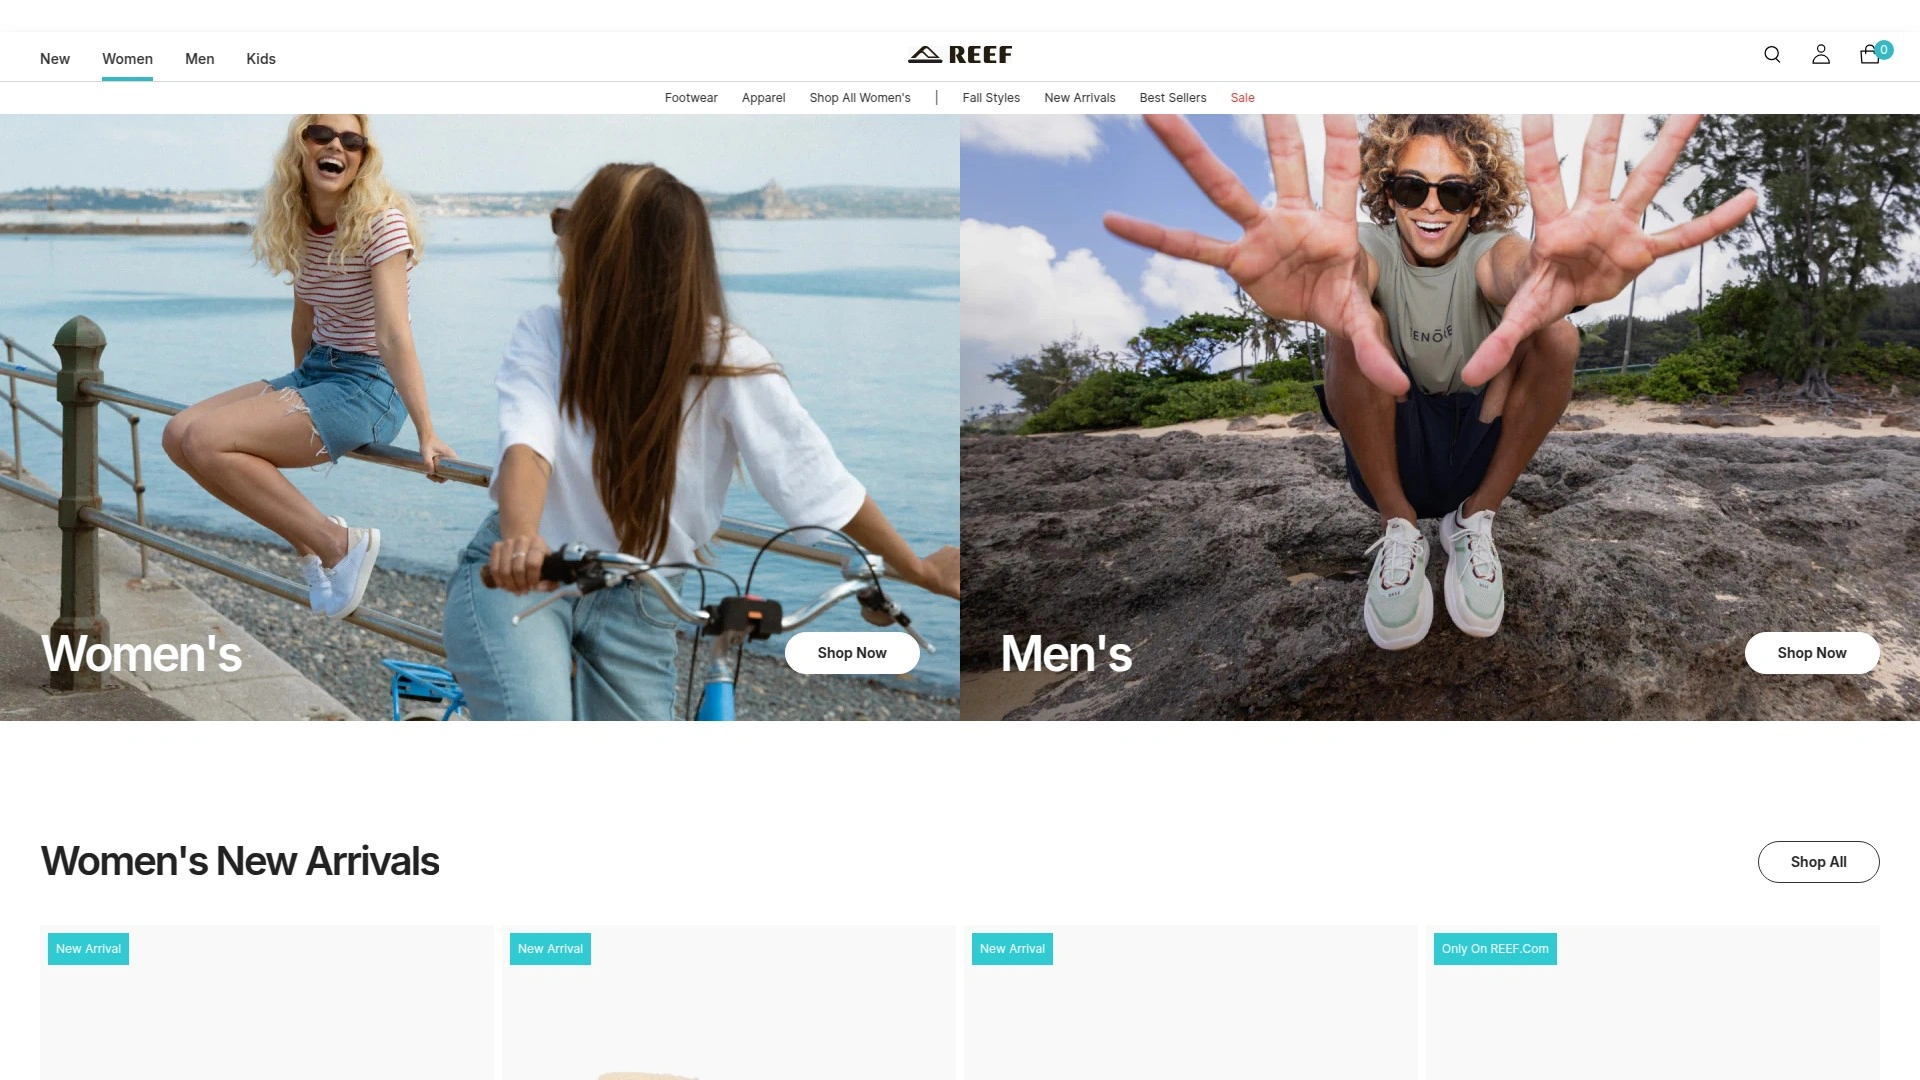 New
Women
Men
Kids
REEF
0
Footwear
Apparel
Shop All Women's
|
Fall Styles
New Arrivals
Best Sellers
Sale
Women's
Shop Now
Men's
Shop Now
Women's New Arrivals
Shop All
New Arrival
New Arrival
New Arrival
Only On REEF.Com